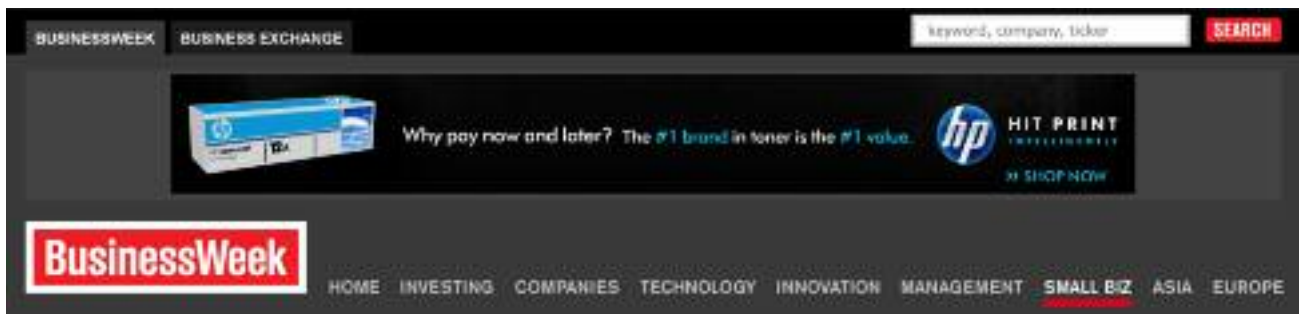 BUSINESSWEEK BUSINESS EXCHANGE
keyword, company, ticker SEARCH
Why pay now and later? The #1 brand in toner is the #1 value.
hp HIT PRINT
INTELLIGENTLY
» SHOP NOW
BusinessWeek
HOME INVESTING COMPANIES TECHNOLOGY INNOVATION MANAGEMENT SMALL BIZ ASIA EUROPE